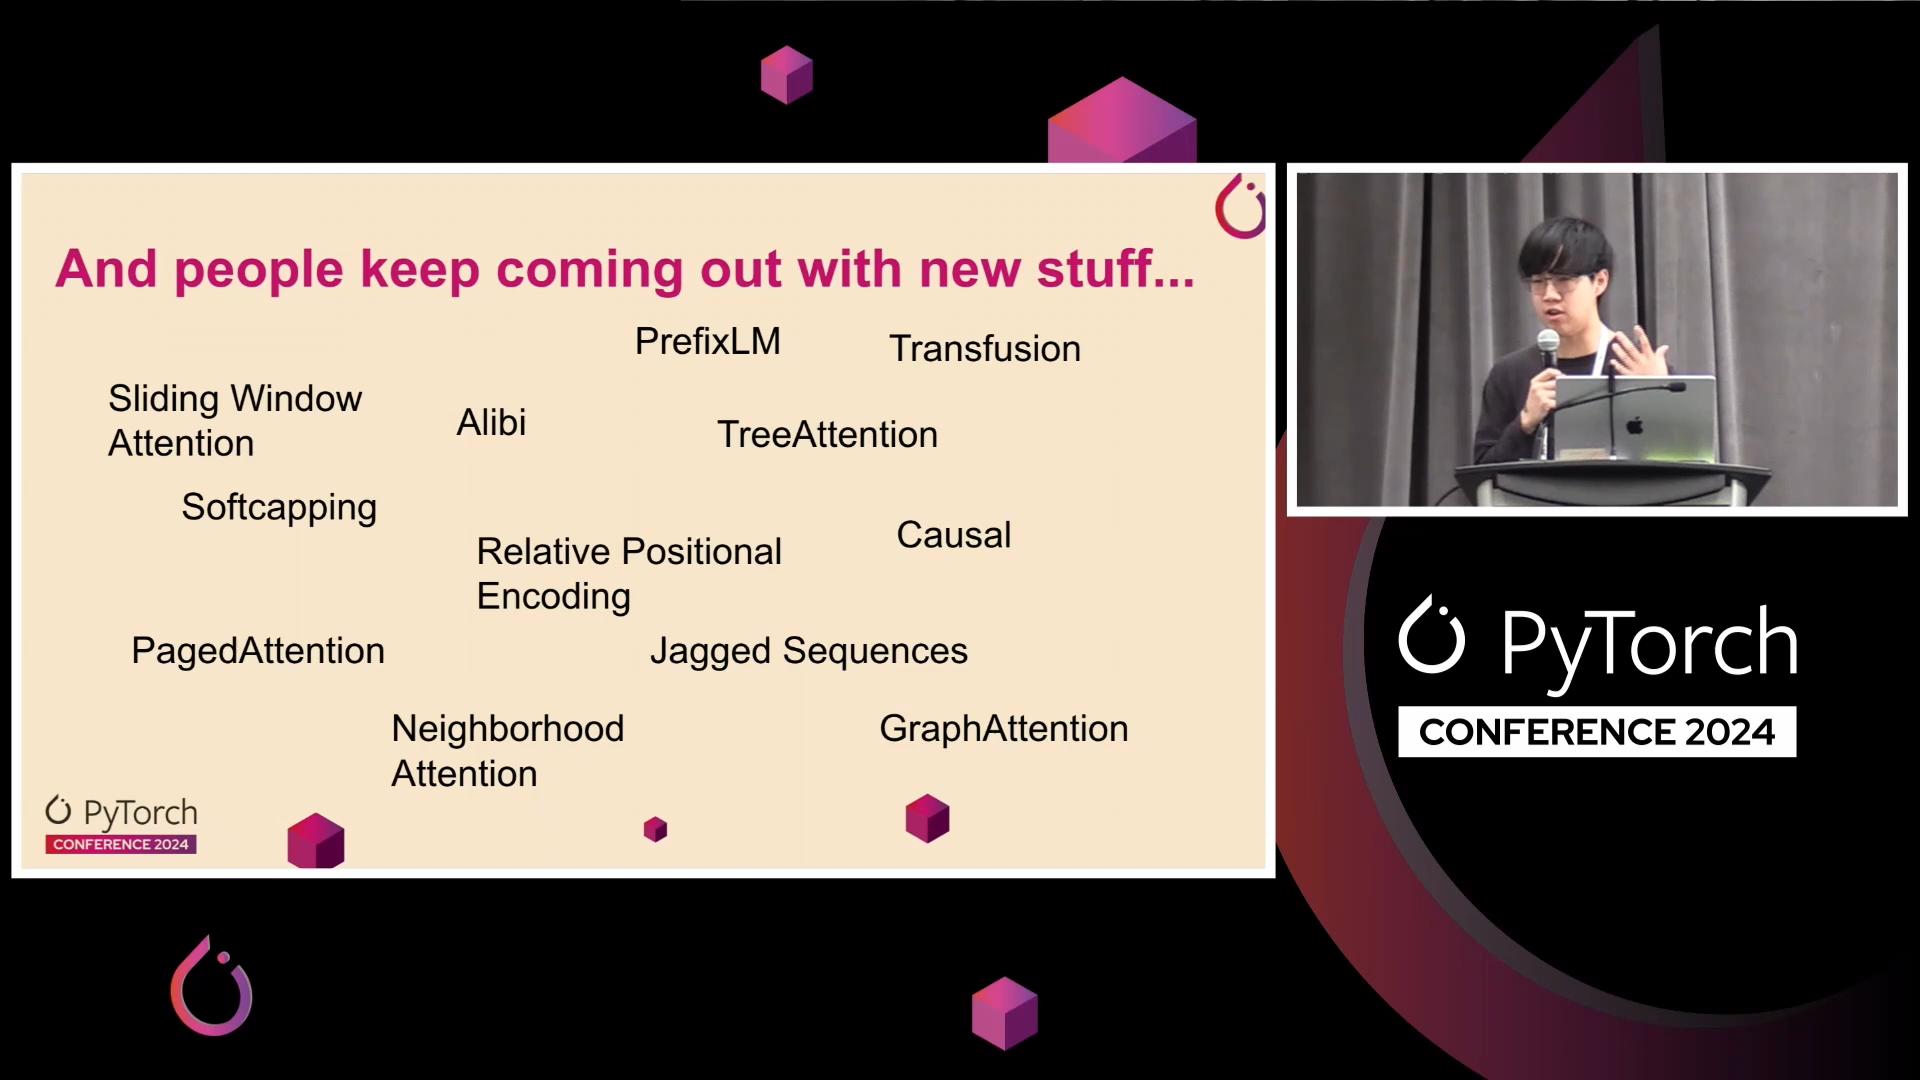 And people keep coming out with new stuff...
PrefixLM
Transfusion
Sliding Window
Attention
Alibi
TreeAttention
Softcapping
Relative Positional
Encoding
Causal
PagedAttention
Jagged Sequences
Neighborhood
Attention
GraphAttention
PyTorch
CONFERENCE 2024
PyTorch
CONFERENCE 2024